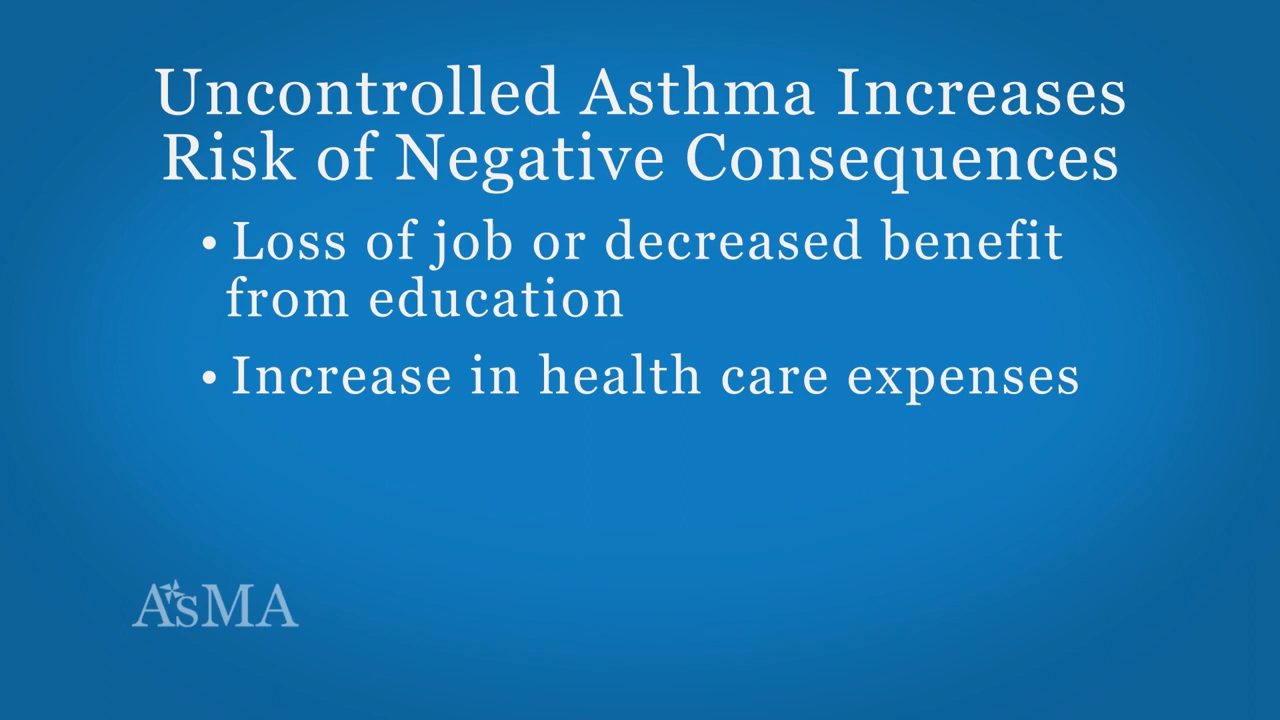 Uncontrolled Asthma Increases
Risk of Negative Consequences
• Loss of job or decreased benefit
from education
• Increase in health care expenses
AsMA